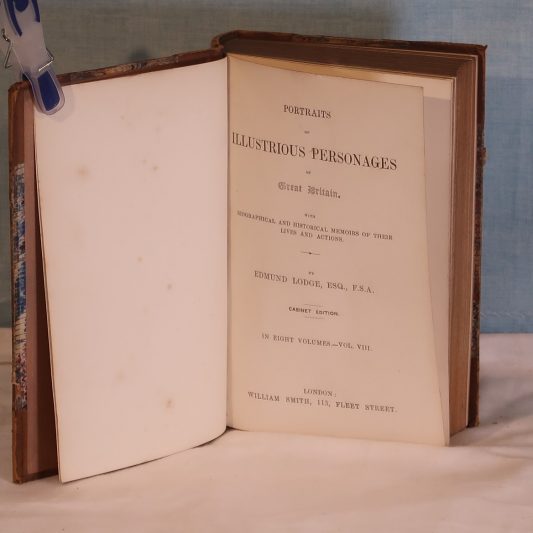 PORTRAITS
OF
ILLUSTRIOUS PERSONAGES
OF
Great Britain.
WITH
BIOGRAPHICAL AND HISTORICAL MEMOIRS OF THEIR
LIVES AND ACTIONS.
BY
EDMUND LODGE, ESQ., F.S.A.
CABINET EDITION.
IN EIGHT VOLUMES.—VOL. VIII.
LONDON:
WILLIAM SMITH, 113, FLEET STREET.